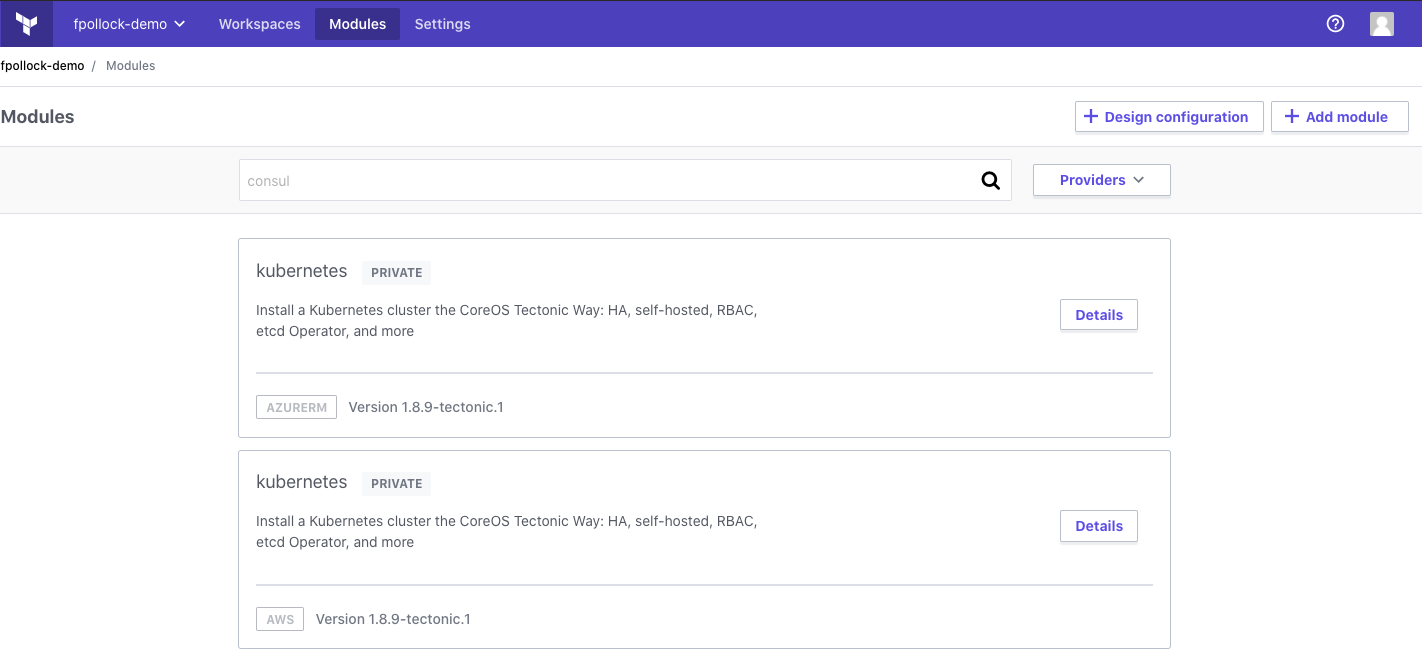 fpollock-demo Workspaces Modules Settings
fpollock-demo / Modules
Modules
Design configuration
Add module
consul
Providers
kubernetes PRIVATE
Install a Kubernetes cluster the CoreOS Tectonic Way: HA, self-hosted, RBAC,
etcd Operator, and more
Details
AZURERM Version 1.8.9-tectonic.1
kubernetes PRIVATE
Install a Kubernetes cluster the CoreOS Tectonic Way: HA, self-hosted, RBAC,
etcd Operator, and more
Details
AWS Version 1.8.9-tectonic.1